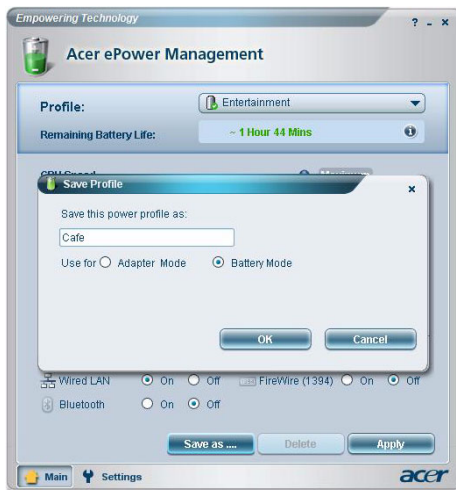 Empowering Technology
? - x
Acer ePower Management
Profile: Entertainment
Remaining Battery Life: ~ 1 Hour 44 Mins
CPU Speed Maximum
Save Profile x
Save this power profile as:
Cafe
Use for Adapter Mode Battery Mode
OK Cancel
Wired LAN On Off FireWire (1394) On Off
Bluetooth On Off
Save as .... Delete Apply
Main Settings acer